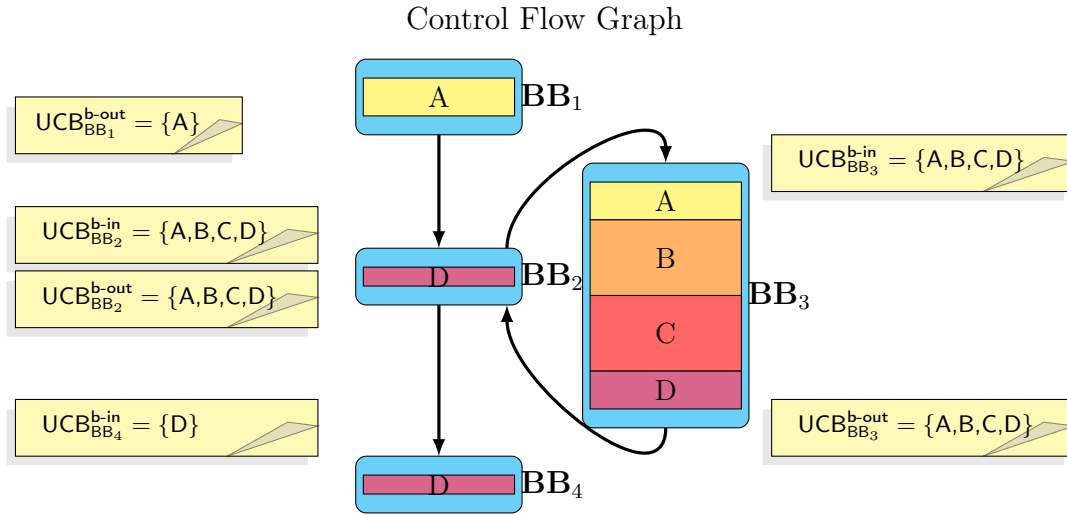 Control Flow Graph
A
BB₁
UCB^b-out_BB₁ = {A}
UCB^b-in_BB₃ = {A,B,C,D}
A
UCB^b-in_BB₂ = {A,B,C,D}
B
D
BB₂
UCB^b-out_BB₂ = {A,B,C,D}
BB₃
C
D
UCB^b-in_BB₄ = {D}
UCB^b-out_BB₃ = {A,B,C,D}
D
BB₄